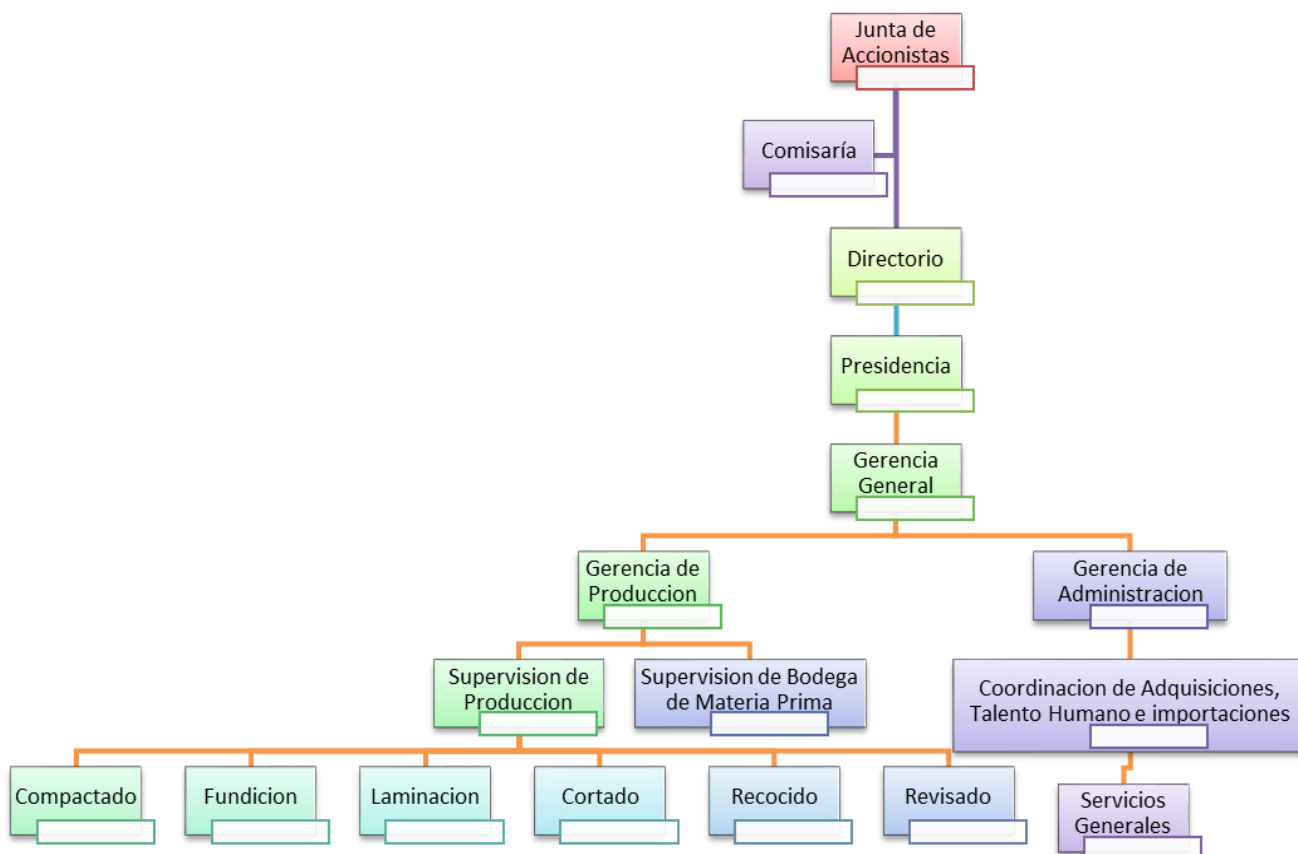 Junta de
Accionistas
Comisaría
Directorio
Presidencia
Gerencia
General
Gerencia de
Produccion
Gerencia de
Administracion
Supervision de
Produccion
Supervision de Bodega
de Materia Prima
Coordinacion de Adquisiciones,
Talento Humano e importaciones
Compactado
Fundicion
Laminacion
Cortado
Recocido
Revisado
Servicios
Generales